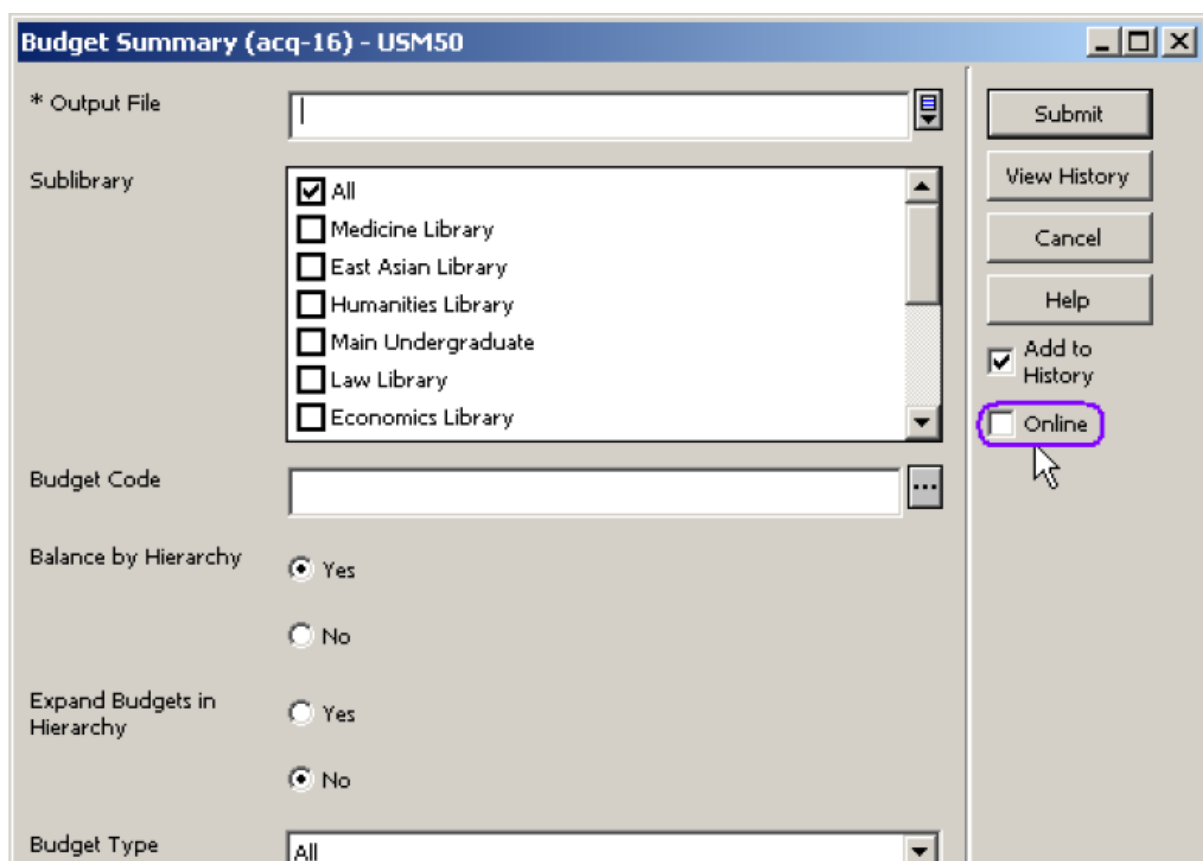 Budget Summary (acq-16) - USM50
* Output File
Submit
Sublibrary
All
Medicine Library
East Asian Library
Humanities Library
Main Undergraduate
Law Library
Economics Library
View History
Cancel
Help
Add to
History
Online
Budget Code
...
Balance by Hierarchy
Yes
No
Expand Budgets in
Hierarchy
Yes
No
Budget Type
All